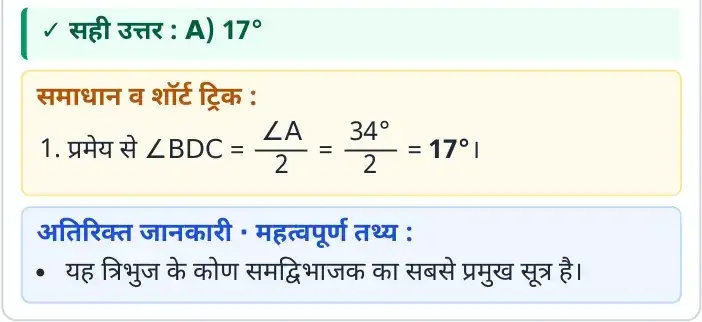 ✓ सही उत्तर : A) 17°
समाधान व शॉर्ट ट्रिक :
1. प्रमेय से ∠BDC = ∠A/2 = 34°/2 = 17°।
अतिरिक्त जानकारी · महत्वपूर्ण तथ्य :
• यह त्रिभुज के कोण समद्विभाजक का सबसे प्रमुख सूत्र है।